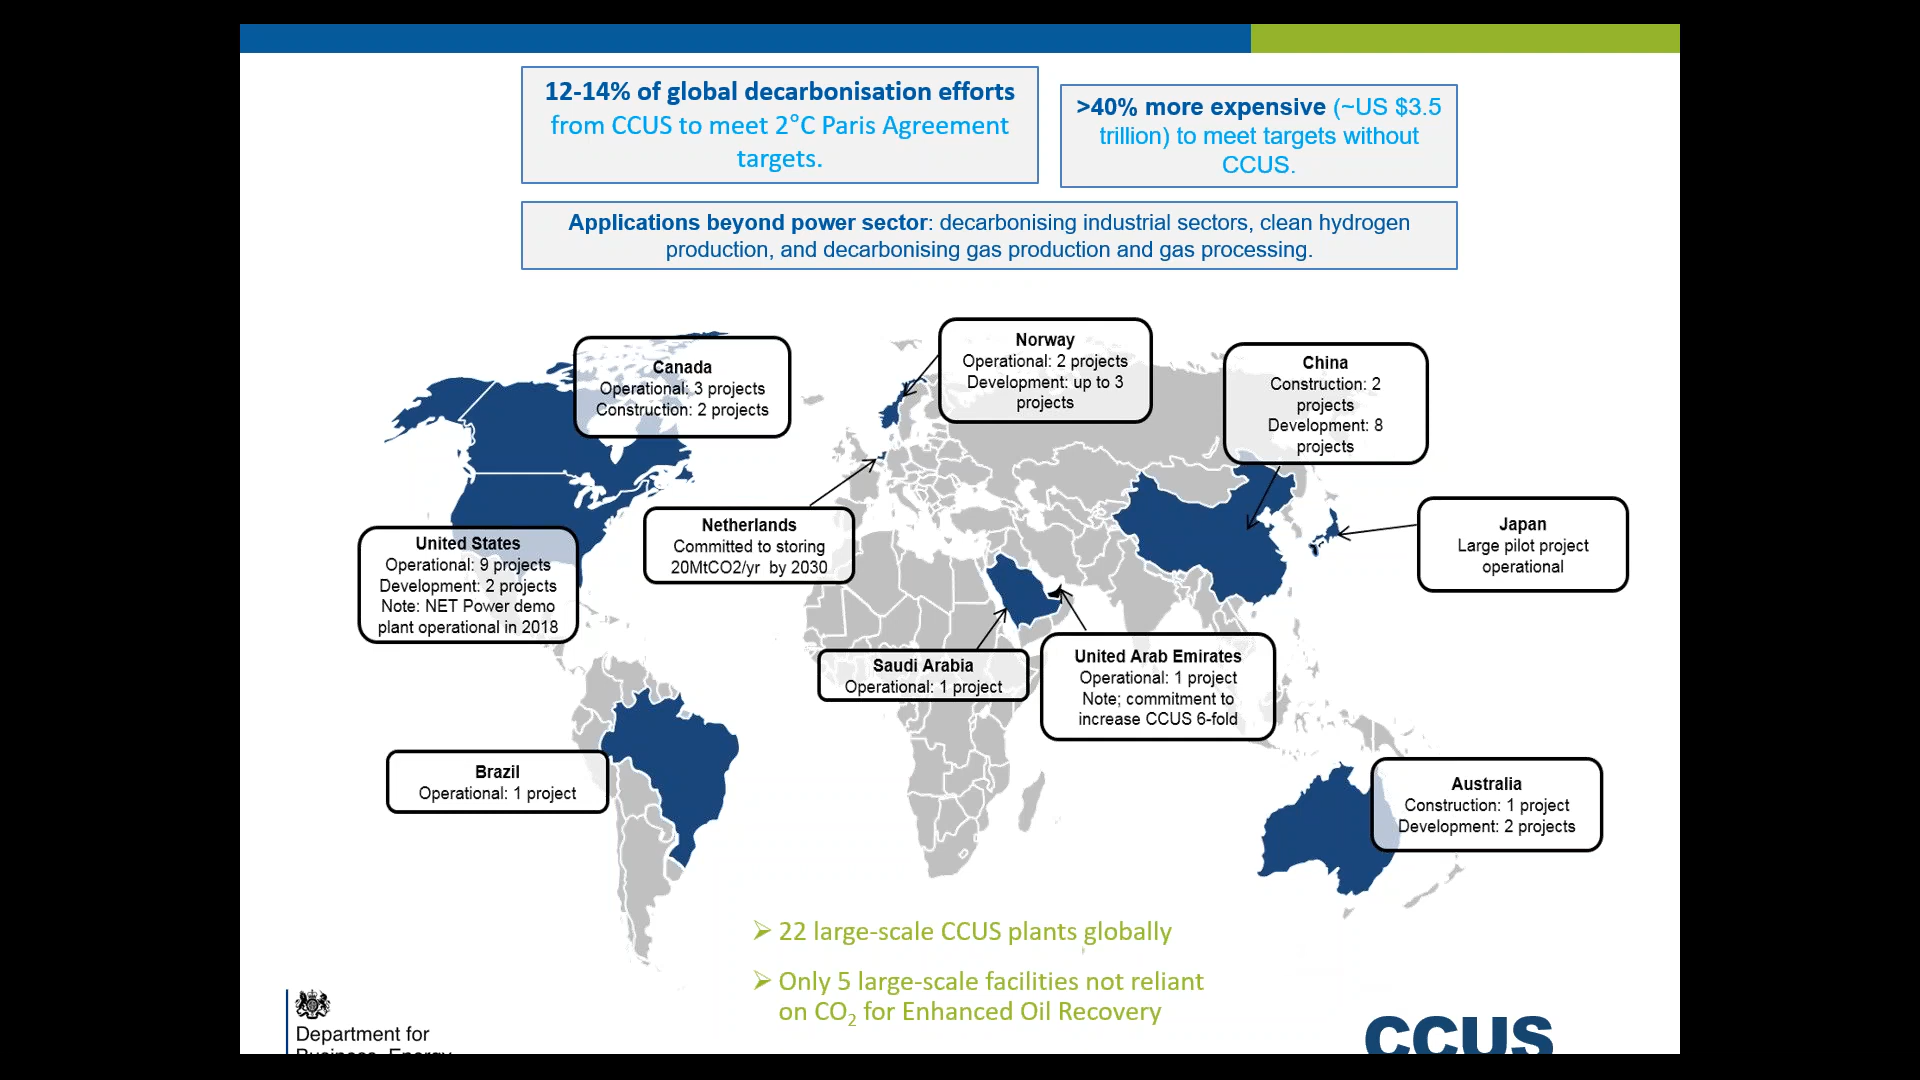 12-14% of global decarbonisation efforts
from CCUS to meet 2°C Paris Agreement
targets.
>40% more expensive (~US $3.5
trillion) to meet targets without
CCUS.
Applications beyond power sector: decarbonising industrial sectors, clean hydrogen
production, and decarbonising gas production and gas processing.
Canada
Operational: 3 projects
Construction: 2 projects
Norway
Operational: 2 projects
Development: up to 3
projects
China
Construction: 2
projects
Development: 8
projects
United States
Operational: 9 projects
Development: 2 projects
Note: NET Power demo
plant operational in 2018
Netherlands
Committed to storing
20MtCO2/yr by 2030
Japan
Large pilot project
operational
Saudi Arabia
Operational: 1 project
United Arab Emirates
Operational: 1 project
Note; commitment to
increase CCUS 6-fold
Brazil
Operational: 1 project
Australia
Construction: 1 project
Development: 2 projects
➢ 22 large-scale CCUS plants globally
➢ Only 5 large-scale facilities not reliant
on CO₂ for Enhanced Oil Recovery
Department for
Business, Energy
CCUS